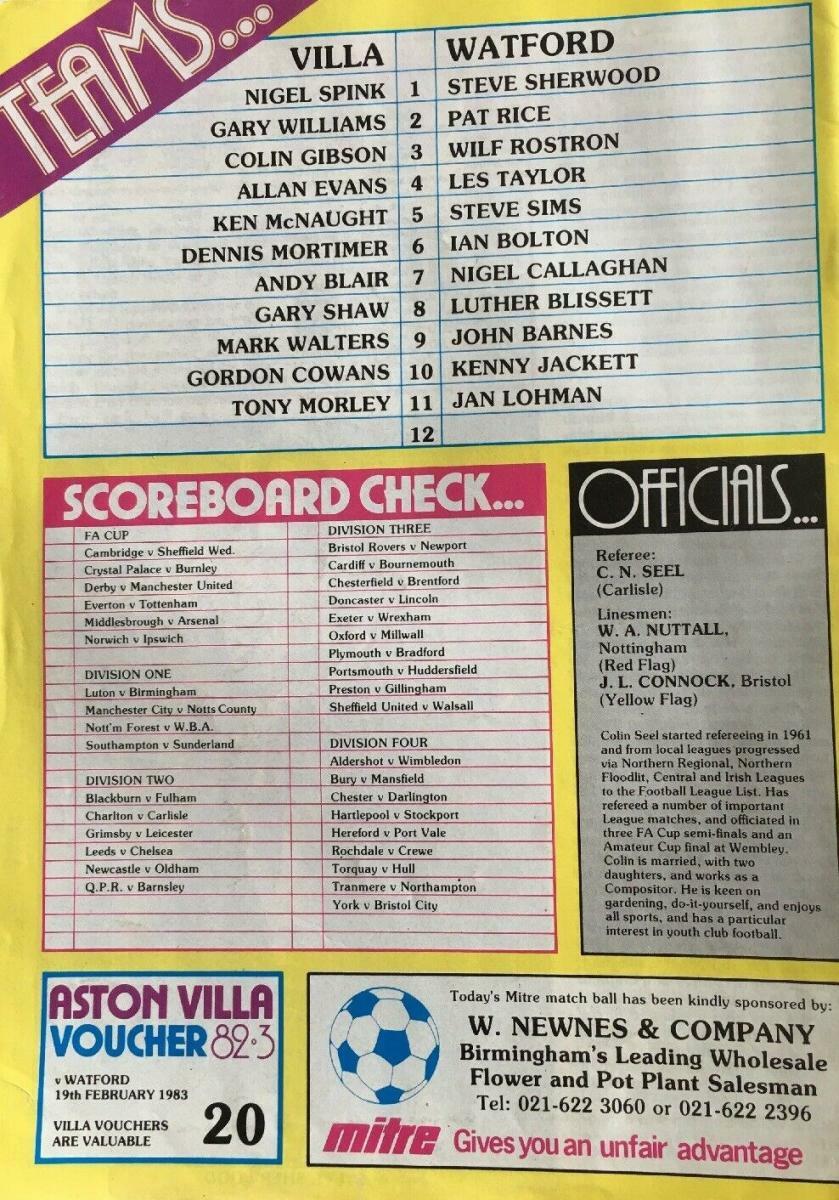 TEAMS...
VILLA WATFORD
NIGEL SPINK 1 STEVE SHERWOOD
GARY WILLIAMS 2 PAT RICE
COLIN GIBSON 3 WILF ROSTRON
ALLAN EVANS 4 LES TAYLOR
KEN McNAUGHT 5 STEVE SIMS
DENNIS MORTIMER 6 IAN BOLTON
ANDY BLAIR 7 NIGEL CALLAGHAN
GARY SHAW 8 LUTHER BLISSETT
MARK WALTERS 9 JOHN BARNES
GORDON COWANS 10 KENNY JACKETT
TONY MORLEY 11 JAN LOHMAN
12
SCOREBOARD CHECK...
FA CUP
Cambridge v Sheffield Wed.
Crystal Palace v Burnley
Derby v Manchester United
Everton v Tottenham
Middlesbrough v Arsenal
Norwich v Ipswich
DIVISION ONE
Luton v Birmingham
Manchester City v Notts County
Nott'm Forest v W.B.A.
Southampton v Sunderland
DIVISION TWO
Blackburn v Fulham
Charlton v Carlisle
Grimsby v Leicester
Leeds v Chelsea
Newcastle v Oldham
Q.P.R. v Barnsley
DIVISION THREE
Bristol Rovers v Newport
Cardiff v Bournemouth
Chesterfield v Brentford
Doncaster v Lincoln
Exeter v Wrexham
Oxford v Millwall
Plymouth v Bradford
Portsmouth v Huddersfield
Preston v Gillingham
Sheffield United v Walsall
DIVISION FOUR
Aldershot v Wimbledon
Bury v Mansfield
Chester v Darlington
Hartlepool v Stockport
Hereford v Port Vale
Rochdale v Crewe
Torquay v Hull
Tranmere v Northampton
York v Bristol City
OFFICIALS...
Referee:
C. N. SEEL
(Carlisle)
Linesmen:
W. A. NUTTALL,
Nottingham
(Red Flag)
J. L. CONNOCK, Bristol
(Yellow Flag)
Colin Seel started refereeing in 1961
and from local leagues progressed
via Northern Regional, Northern
Floodlit, Central and Irish Leagues
to the Football League List. Has
refereed a number of important
League matches, and officiated in
three FA Cup semi-finals and an
Amateur Cup final at Wembley.
Colin is married, with two
daughters, and works as a
Compositor. He is keen on
gardening, do-it-yourself, and enjoys
all sports, and has a particular
interest in youth club football.
ASTON VILLA
VOUCHER 82·3
v WATFORD
19th FEBRUARY 1983
VILLA VOUCHERS
ARE VALUABLE
20
Today's Mitre match ball has been kindly sponsored by:
W. NEWNES & COMPANY
Birmingham's Leading Wholesale
Flower and Pot Plant Salesman
Tel: 021-622 3060 or 021-622 2396
mitre Gives you an unfair advantage